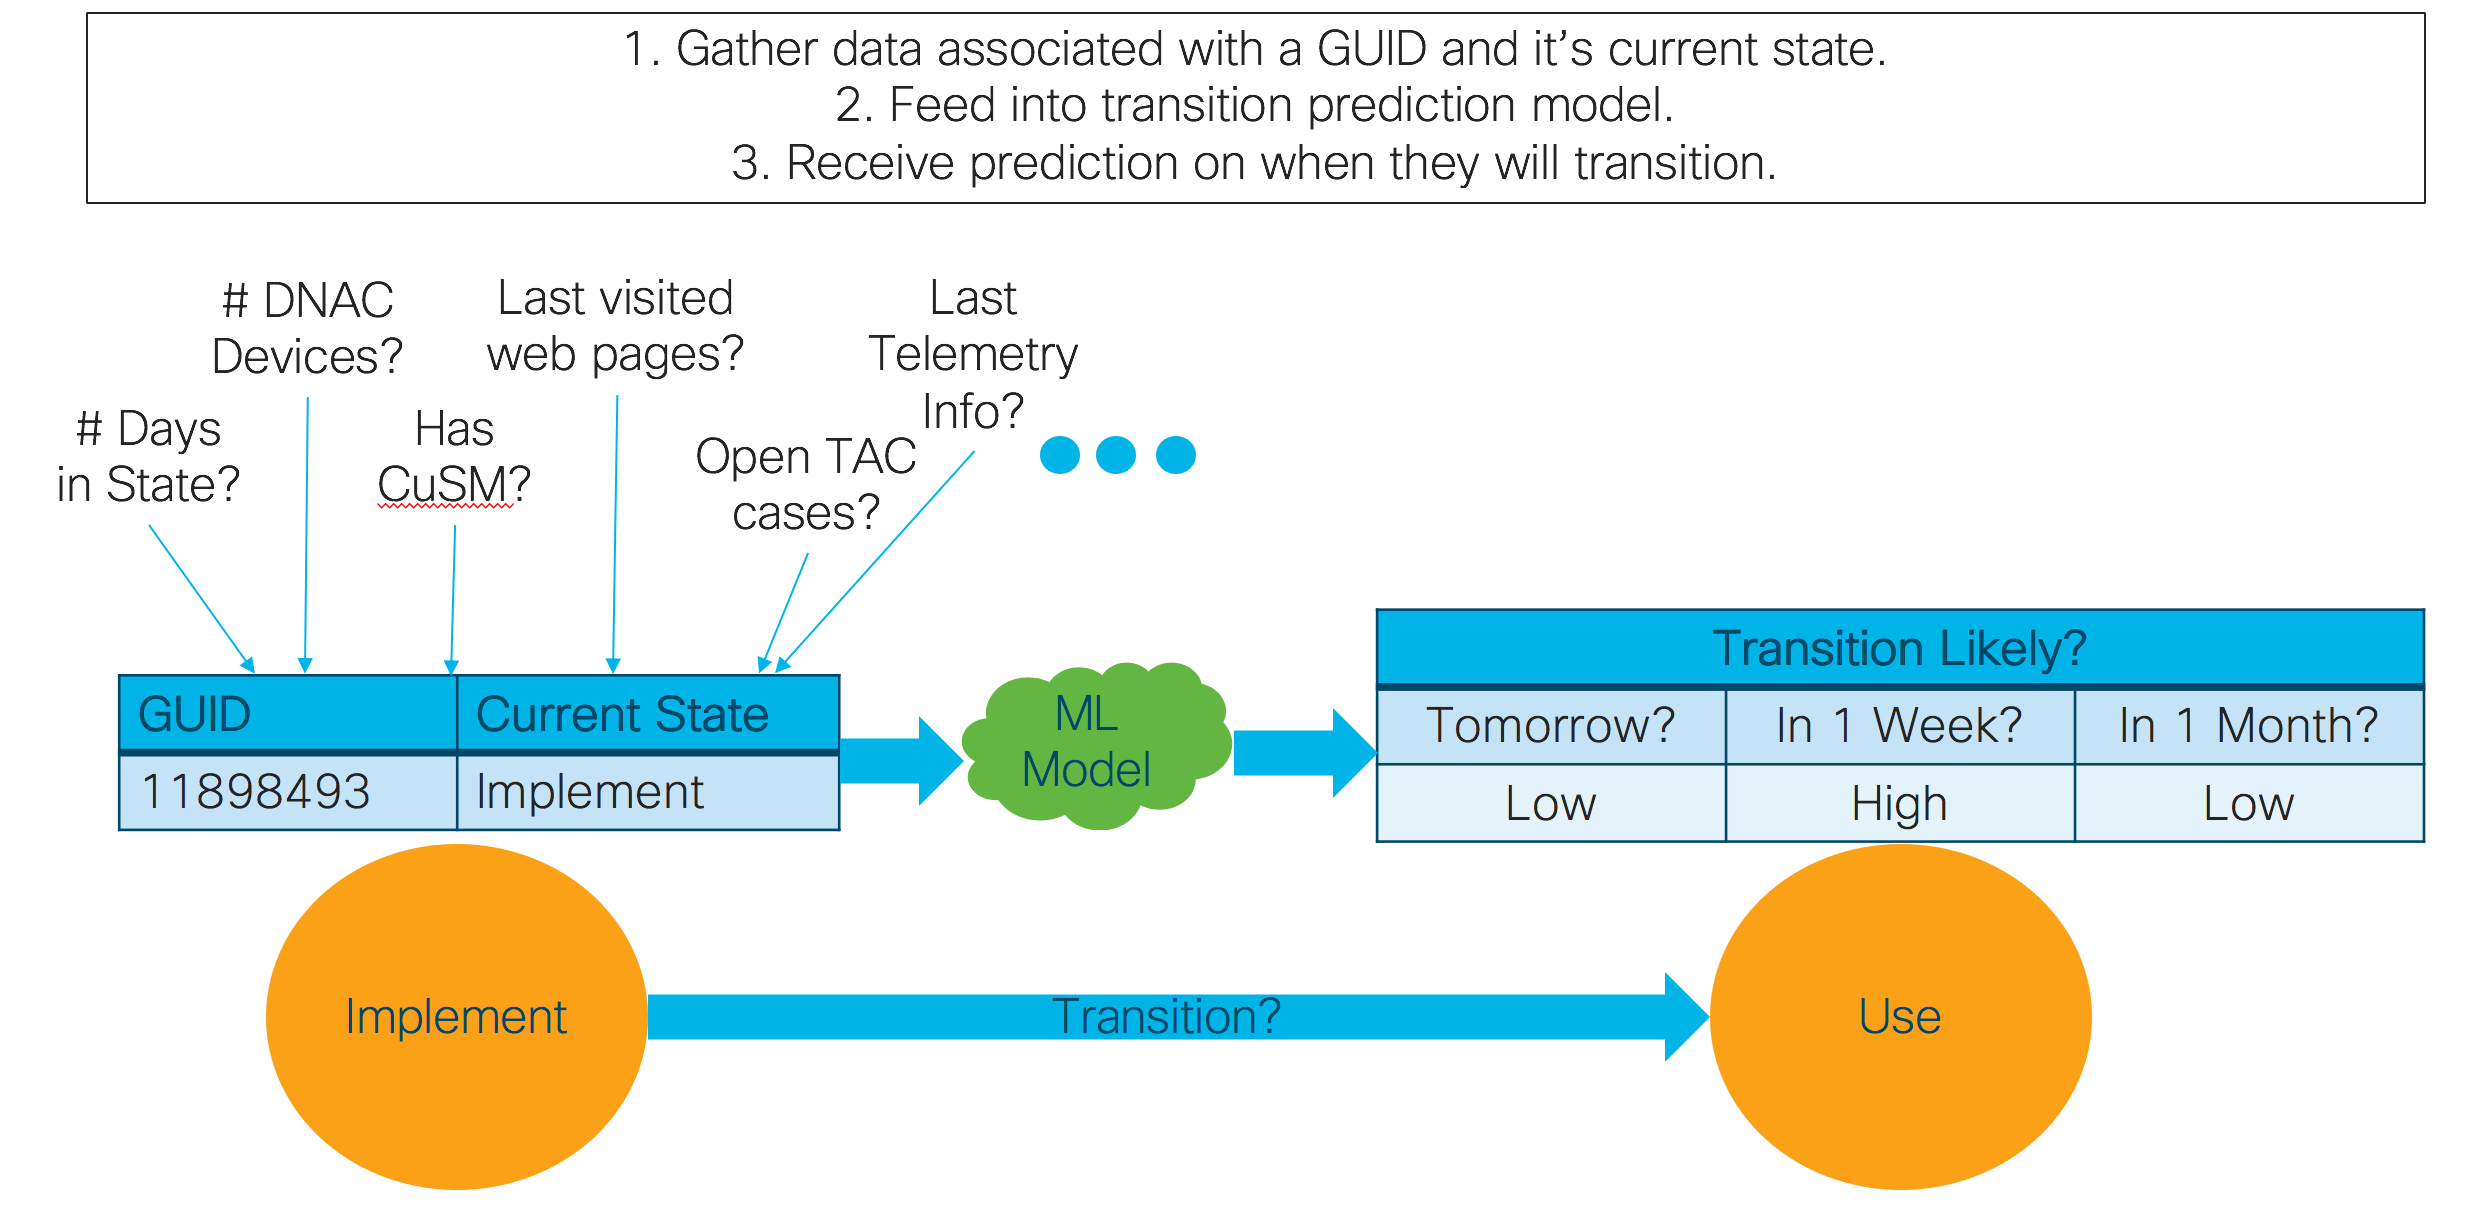 1. Gather data associated with a GUID and it’s current state.
2. Feed into transition prediction model.
3. Receive prediction on when they will transition.
# DNAC
Devices?
Last visited
web pages?
Last
Telemetry
Info?
# Days
in State?
Has
CuSM?
Open TAC
cases?
GUID
Current State
11898493
Implement
ML
Model
Transition Likely?
Tomorrow?
In 1 Week?
In 1 Month?
Low
High
Low
Implement
Transition?
Use